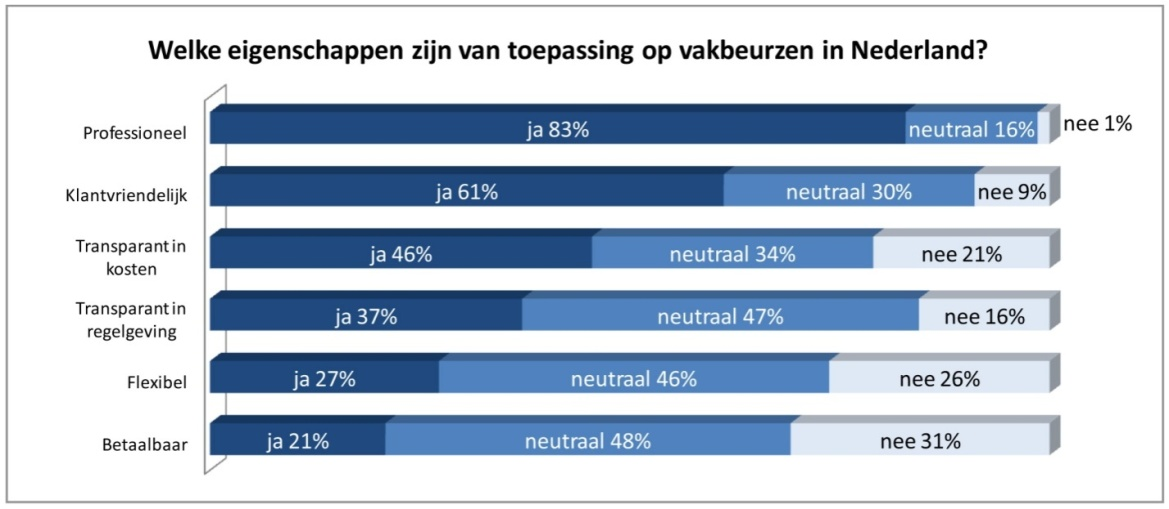 Welke eigenschappen zijn van toepassing op vakbeurzen in Nederland?
Professioneel
ja 83%
neutraal 16%
nee 1%
Klantvriendelijk
ja 61%
neutraal 30%
nee 9%
Transparant in
kosten
ja 46%
neutraal 34%
nee 21%
Transparant in
regelgeving
ja 37%
neutraal 47%
nee 16%
Flexibel
ja 27%
neutraal 46%
nee 26%
Betaalbaar
ja 21%
neutraal 48%
nee 31%